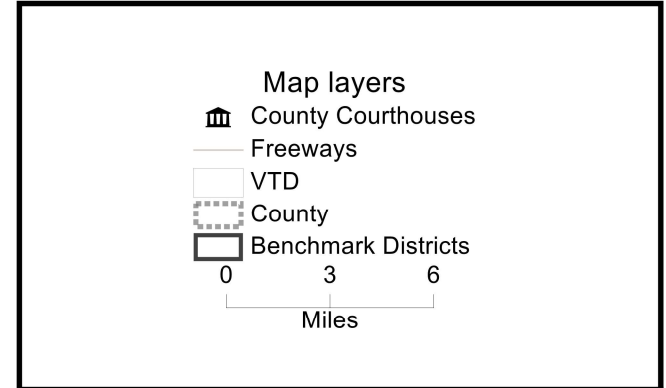 Map layers
County Courthouses
Freeways
VTD
County
Benchmark Districts
0 3 6
Miles